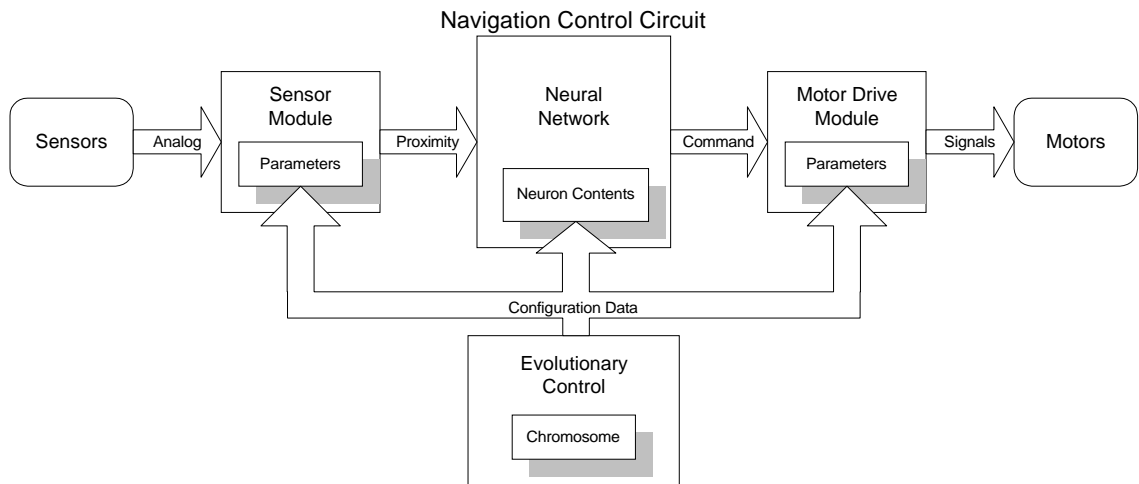 Navigation Control Circuit
Sensors
Analog
Sensor
Module
Parameters
Proximity
Neural
Network
Neuron Contents
Command
Motor Drive
Module
Parameters
Signals
Motors
Configuration Data
Evolutionary
Control
Chromosome